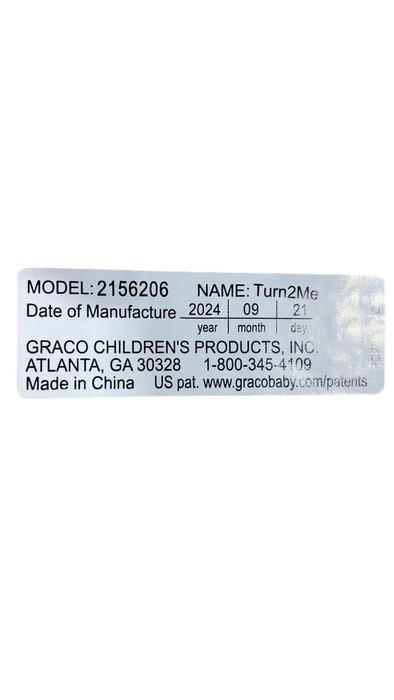 MODEL: 2156206 NAME: Turn2Me
Date of Manufacture 2024 09 21
year month day
GRACO CHILDREN'S PRODUCTS, INC.
ATLANTA, GA 30328 1-800-345-4109
Made in China US pat. www.gracobaby.com/patents